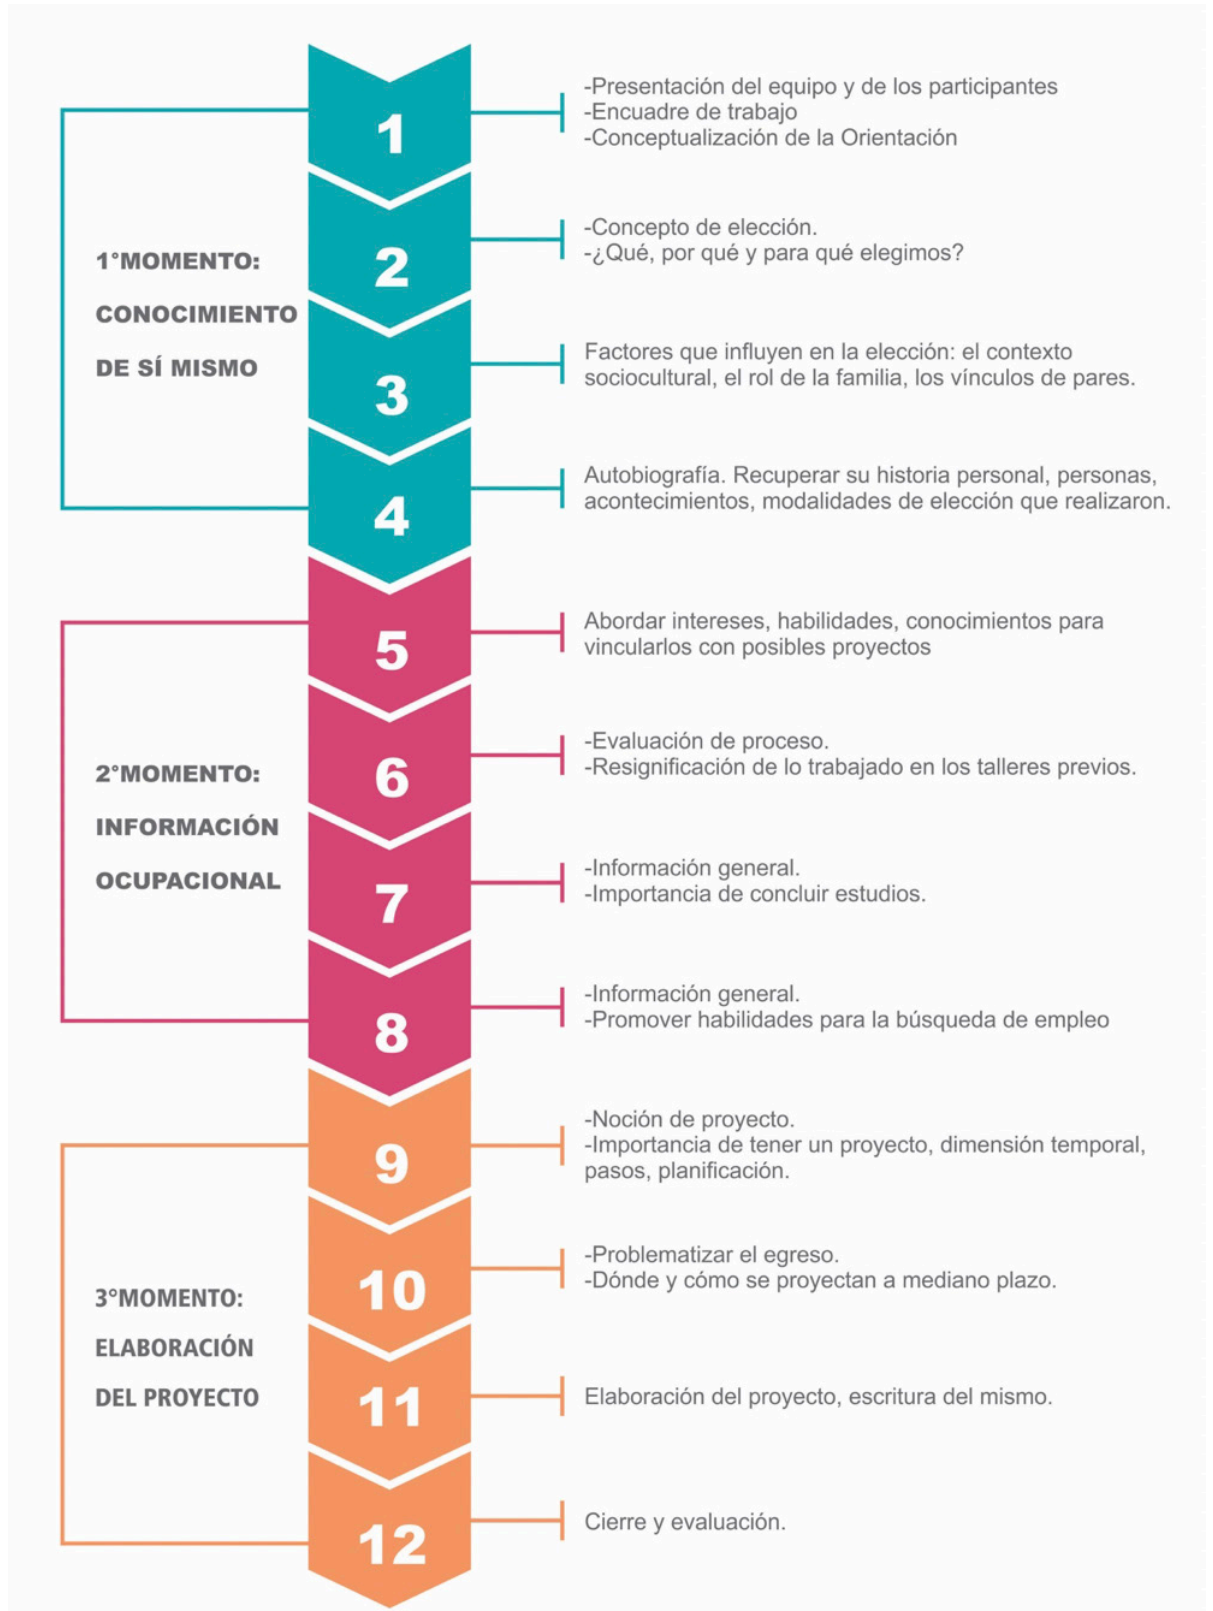 1
-Presentación del equipo y de los participantes
-Encuadre de trabajo
-Conceptualización de la Orientación
1°MOMENTO:
CONOCIMIENTO
DE SÍ MISMO
2
-Concepto de elección.
-¿Qué, por qué y para qué elegimos?
3
Factores que influyen en la elección: el contexto
sociocultural, el rol de la familia, los vínculos de pares.
4
Autobiografía. Recuperar su historia personal, personas,
acontecimientos, modalidades de elección que realizaron.
5
Abordar intereses, habilidades, conocimientos para
vincularlos con posibles proyectos
2°MOMENTO:
INFORMACIÓN
OCUPACIONAL
6
-Evaluación de proceso.
-Resignificación de lo trabajado en los talleres previos.
7
-Información general.
-Importancia de concluir estudios.
8
-Información general.
-Promover habilidades para la búsqueda de empleo
9
-Noción de proyecto.
-Importancia de tener un proyecto, dimensión temporal,
pasos, planificación.
3°MOMENTO:
ELABORACIÓN
DEL PROYECTO
10
-Problematizar el egreso.
-Dónde y cómo se proyectan a mediano plazo.
11
Elaboración del proyecto, escritura del mismo.
12
Cierre y evaluación.